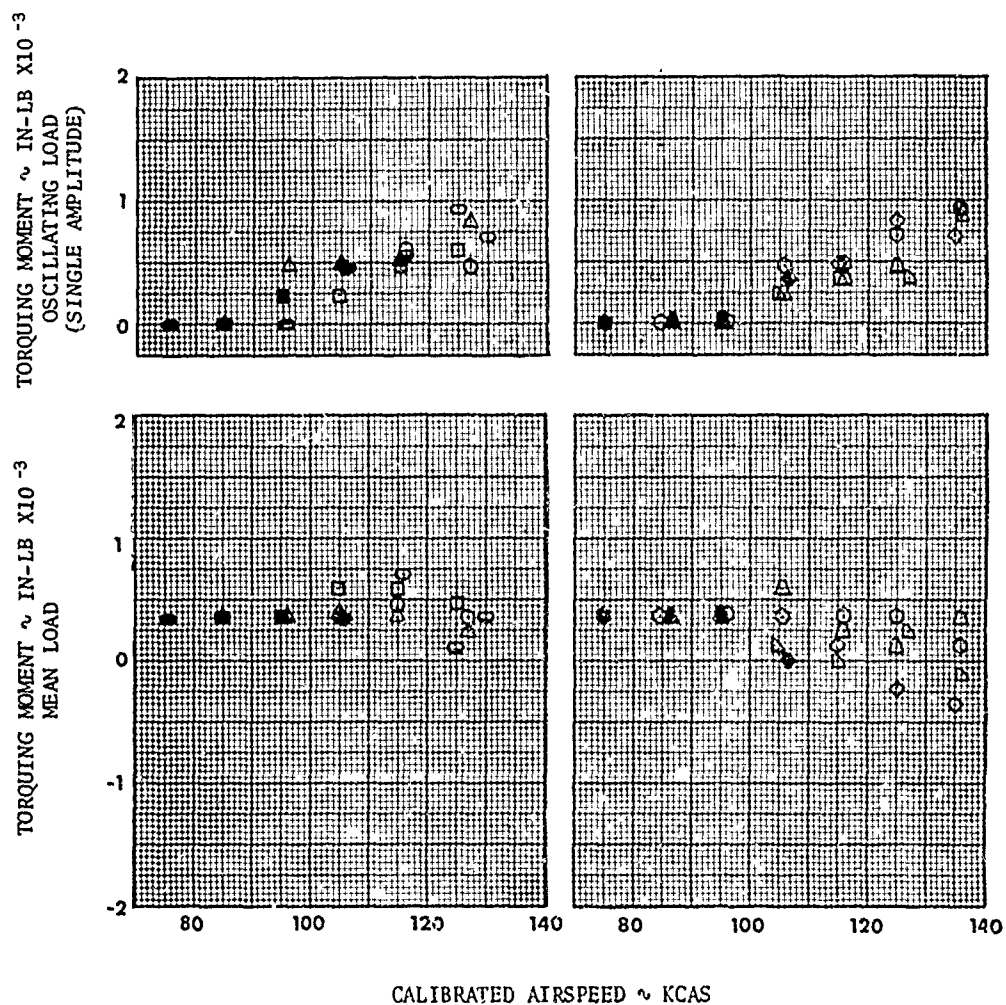 TORQUING MOMENT ~ IN-LB X10⁻³
OSCILLATING LOAD
(SINGLE AMPLITUDE)
2
1
0
TORQUING MOMENT ~ IN-LB X10⁻³
MEAN LOAD
2
1
0
-1
-2
80 100 120 140 80 100 120 140
CALIBRATED AIRSPEED ~ KCAS